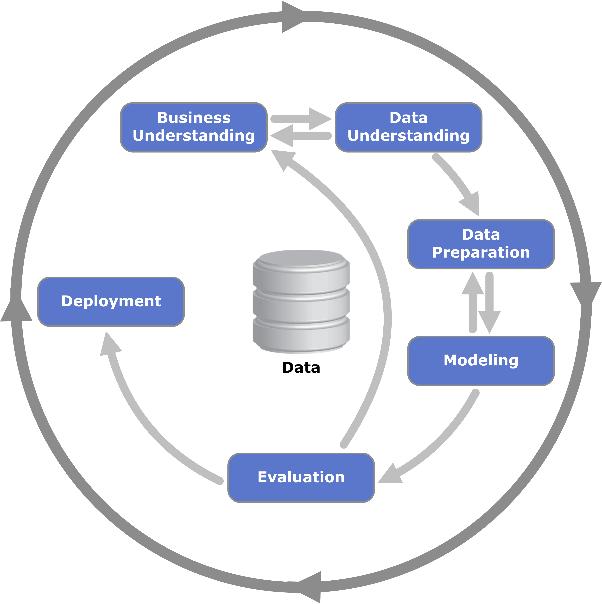 Business
Understanding
Data
Understanding
Data
Preparation
Modeling
Evaluation
Deployment
Data